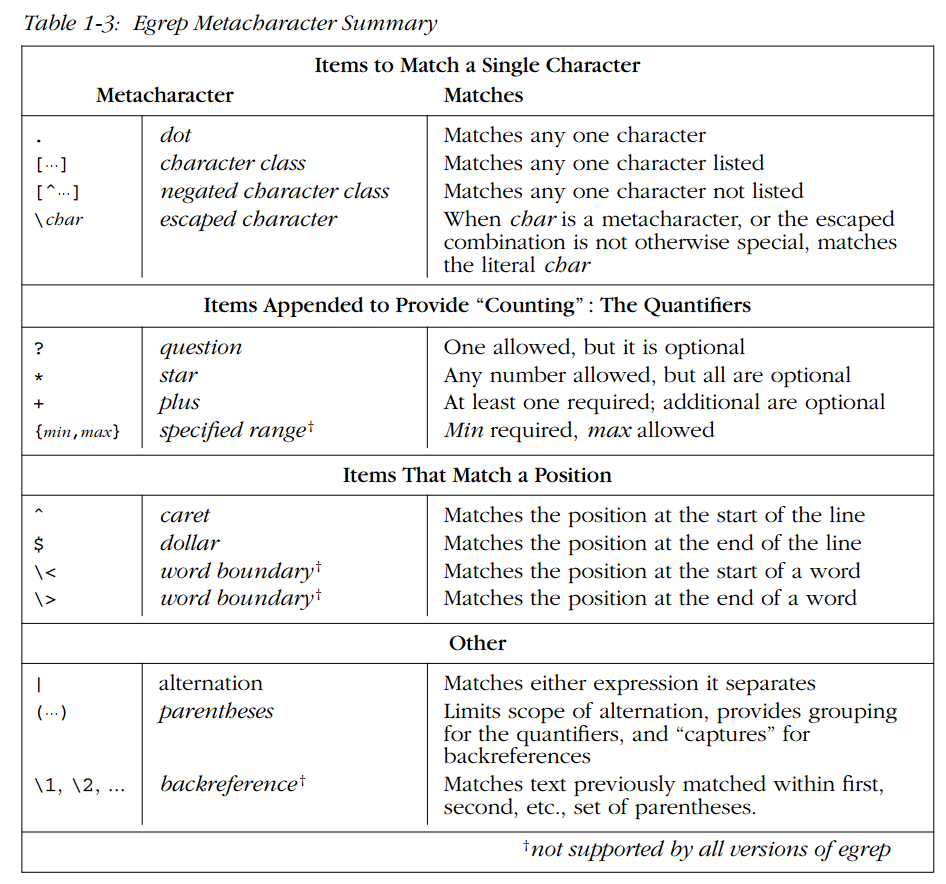 Table 1-3: Egrep Metacharacter Summary
Items to Match a Single Character
Metacharacter Matches
. dot Matches any one character
[···] character class Matches any one character listed
[^···] negated character class Matches any one character not listed
\char escaped character When char is a metacharacter, or the escaped
combination is not otherwise special, matches
the literal char
Items Appended to Provide “Counting” : The Quantifiers
? question One allowed, but it is optional
* star Any number allowed, but all are optional
+ plus At least one required; additional are optional
{min,max} specified range† Min required, max allowed
Items That Match a Position
^ caret Matches the position at the start of the line
$ dollar Matches the position at the end of the line
\< word boundary† Matches the position at the start of a word
\> word boundary† Matches the position at the end of a word
Other
| alternation Matches either expression it separates
(···) parentheses Limits scope of alternation, provides grouping
for the quantifiers, and “captures” for
backreferences
\1, \2, ... backreference† Matches text previously matched within first,
second, etc., set of parentheses.
†not supported by all versions of egrep